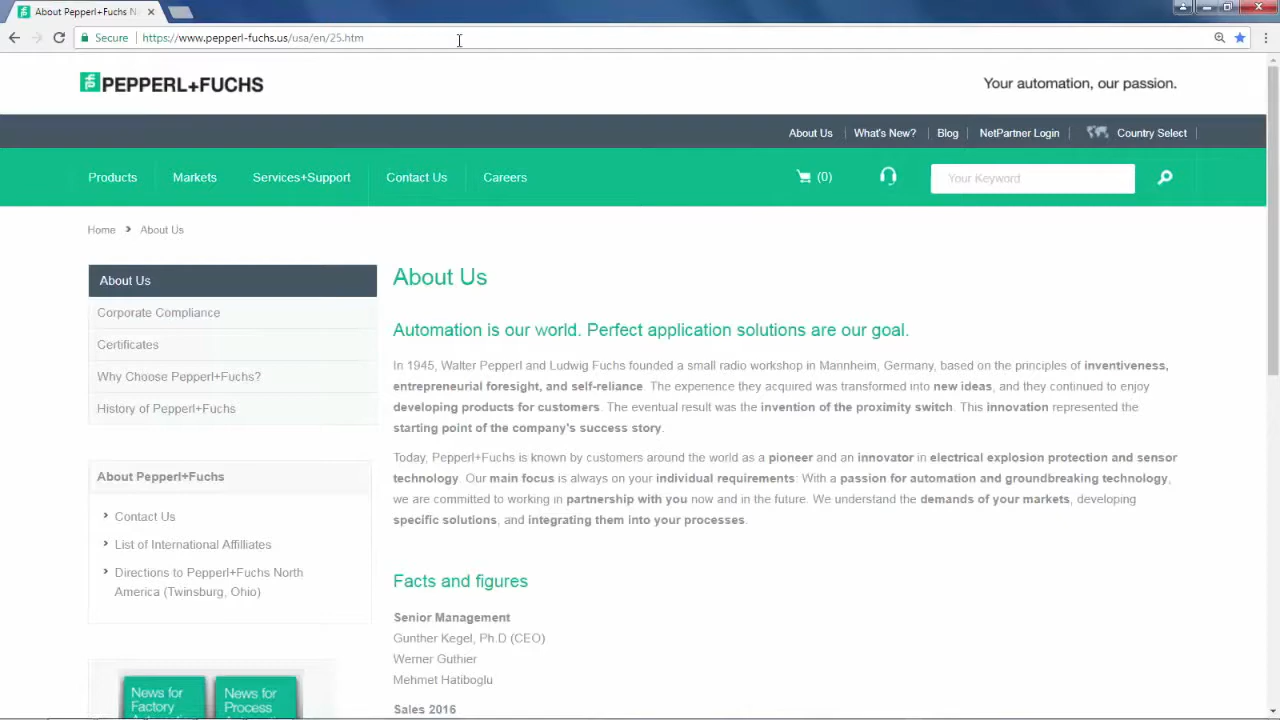 About Pepperl+Fuchs N
Secure
https://www.pepperl-fuchs.us/usa/en/25.htm
PEPPERL+FUCHS
Your automation, our passion.
About Us
What's New?
Blog
NetPartner Login
Country Select
Products
Markets
Services+Support
Contact Us
Careers
(0)
Your Keyword
Home
About Us
About Us
Corporate Compliance
Certificates
Why Choose Pepperl+Fuchs?
History of Pepperl+Fuchs
About Pepperl+Fuchs
Contact Us
List of International Affilliates
Directions to Pepperl+Fuchs North
America (Twinsburg, Ohio)
News for
Factory
News for
Process
About Us
Automation is our world. Perfect application solutions are our goal.
In 1945, Walter Pepperl and Ludwig Fuchs founded a small radio workshop in Mannheim, Germany, based on the principles of inventiveness,
entrepreneurial foresight, and self-reliance. The experience they acquired was transformed into new ideas, and they continued to enjoy
developing products for customers. The eventual result was the invention of the proximity switch. This innovation represented the
starting point of the company's success story.
Today, Pepperl+Fuchs is known by customers around the world as a pioneer and an innovator in electrical explosion protection and sensor
technology. Our main focus is always on your individual requirements: With a passion for automation and groundbreaking technology,
we are committed to working in partnership with you now and in the future. We understand the demands of your markets, developing
specific solutions, and integrating them into your processes.
Facts and figures
Senior Management
Gunther Kegel, Ph.D (CEO)
Werner Guthier
Mehmet Hatiboglu
Sales 2016